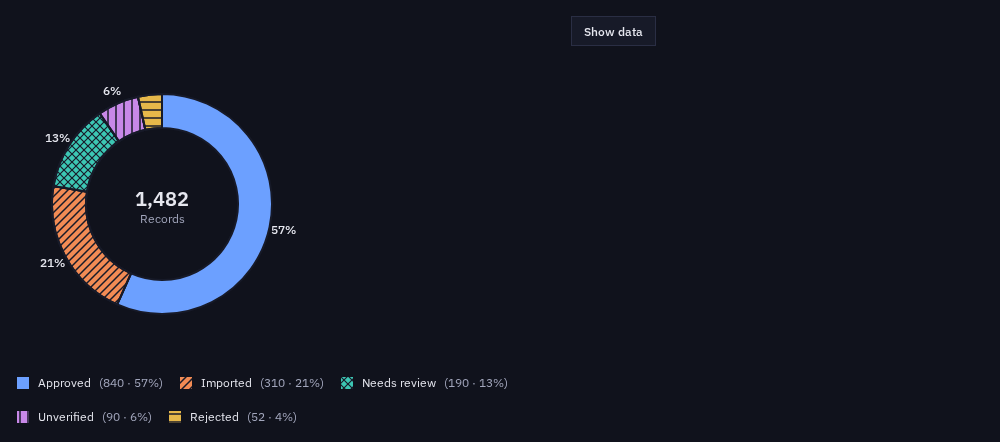 Show data
6%
13%
1,482
Records
57%
21%
Approved (840 · 57%) Imported (310 · 21%) Needs review (190 · 13%)
Unverified (90 · 6%) Rejected (52 · 4%)